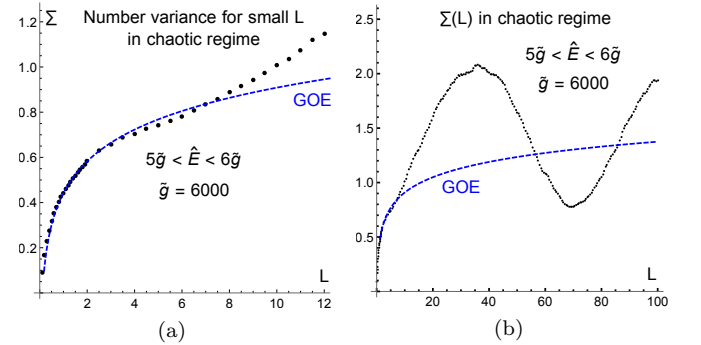 Σ
Number variance for small L
in chaotic regime
1.2
1.0
0.8
0.6
0.4
0.2
GOE
5g̃ < Ê < 6g̃
g̃ = 6000
L
2
4
6
8
10
12
(a)
2.5
2.0
1.5
1.0
0.5
Σ(L) in chaotic regime
5g̃ < Ê < 6g̃
g̃ = 6000
GOE
L
20
40
60
80
100
(b)